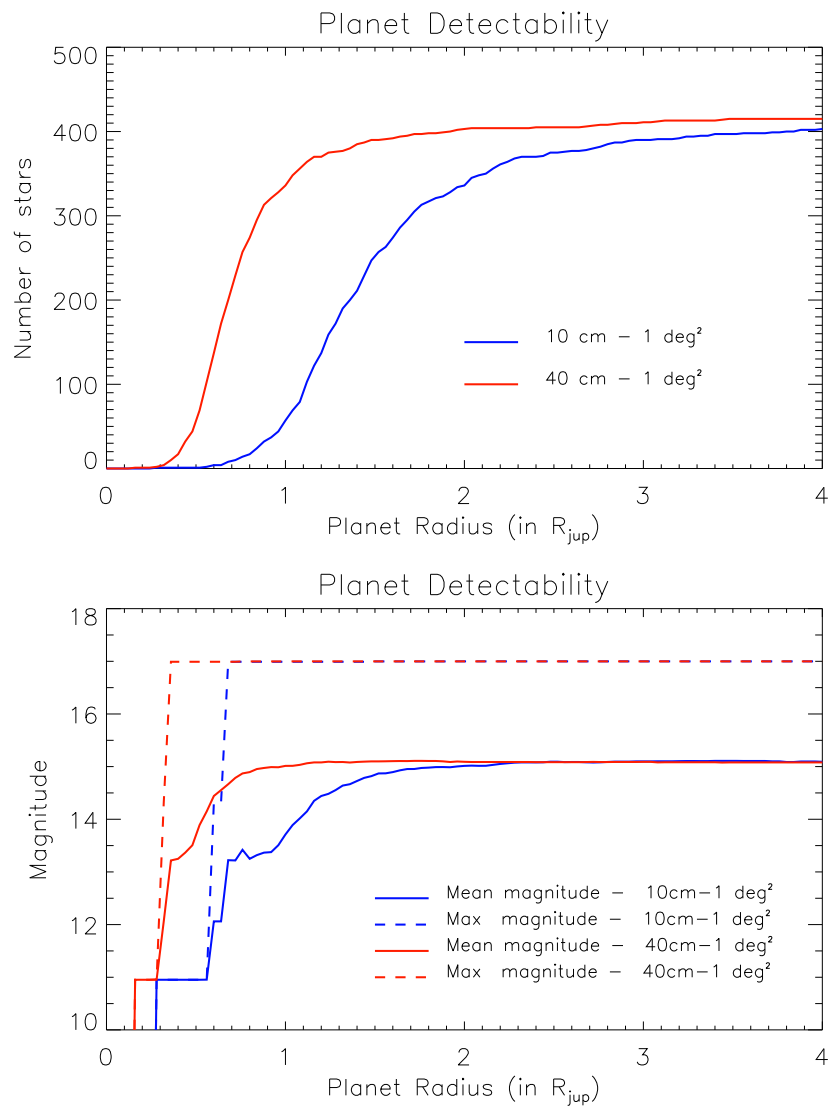 Planet Detectability
500
400
300
200
100
0
Number of stars
10 cm − 1 deg²
40 cm − 1 deg²
0 1 2 3 4
Planet Radius (in Rjup)
Planet Detectability
18
16
14
12
10
Magnitude
Mean magnitude − 10cm−1 deg²
Max magnitude − 10cm−1 deg²
Mean magnitude − 40cm−1 deg²
Max magnitude − 40cm−1 deg²
0 1 2 3 4
Planet Radius (in Rjup)